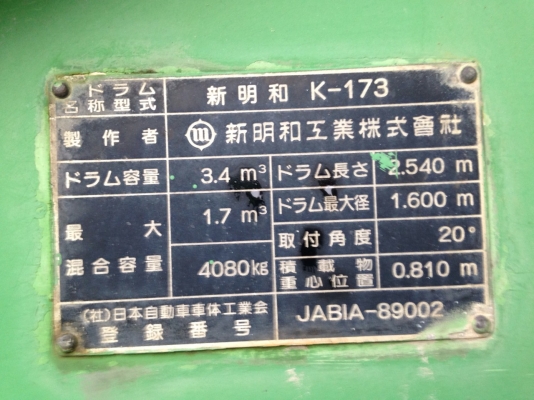 ドラム
名称型式
新明和 K-173
製作者
m 新明和工業株式會社
ドラム容量 3.4 m³ ドラム長さ 2.540 m
最大
混合容量
1.7 m³
4080kg
ドラム最大径 1.600 m
取付角度 20°
積載物
重心位置
0.810 m
(社)日本自動車車体工業会
登録番号
JABIA-89002